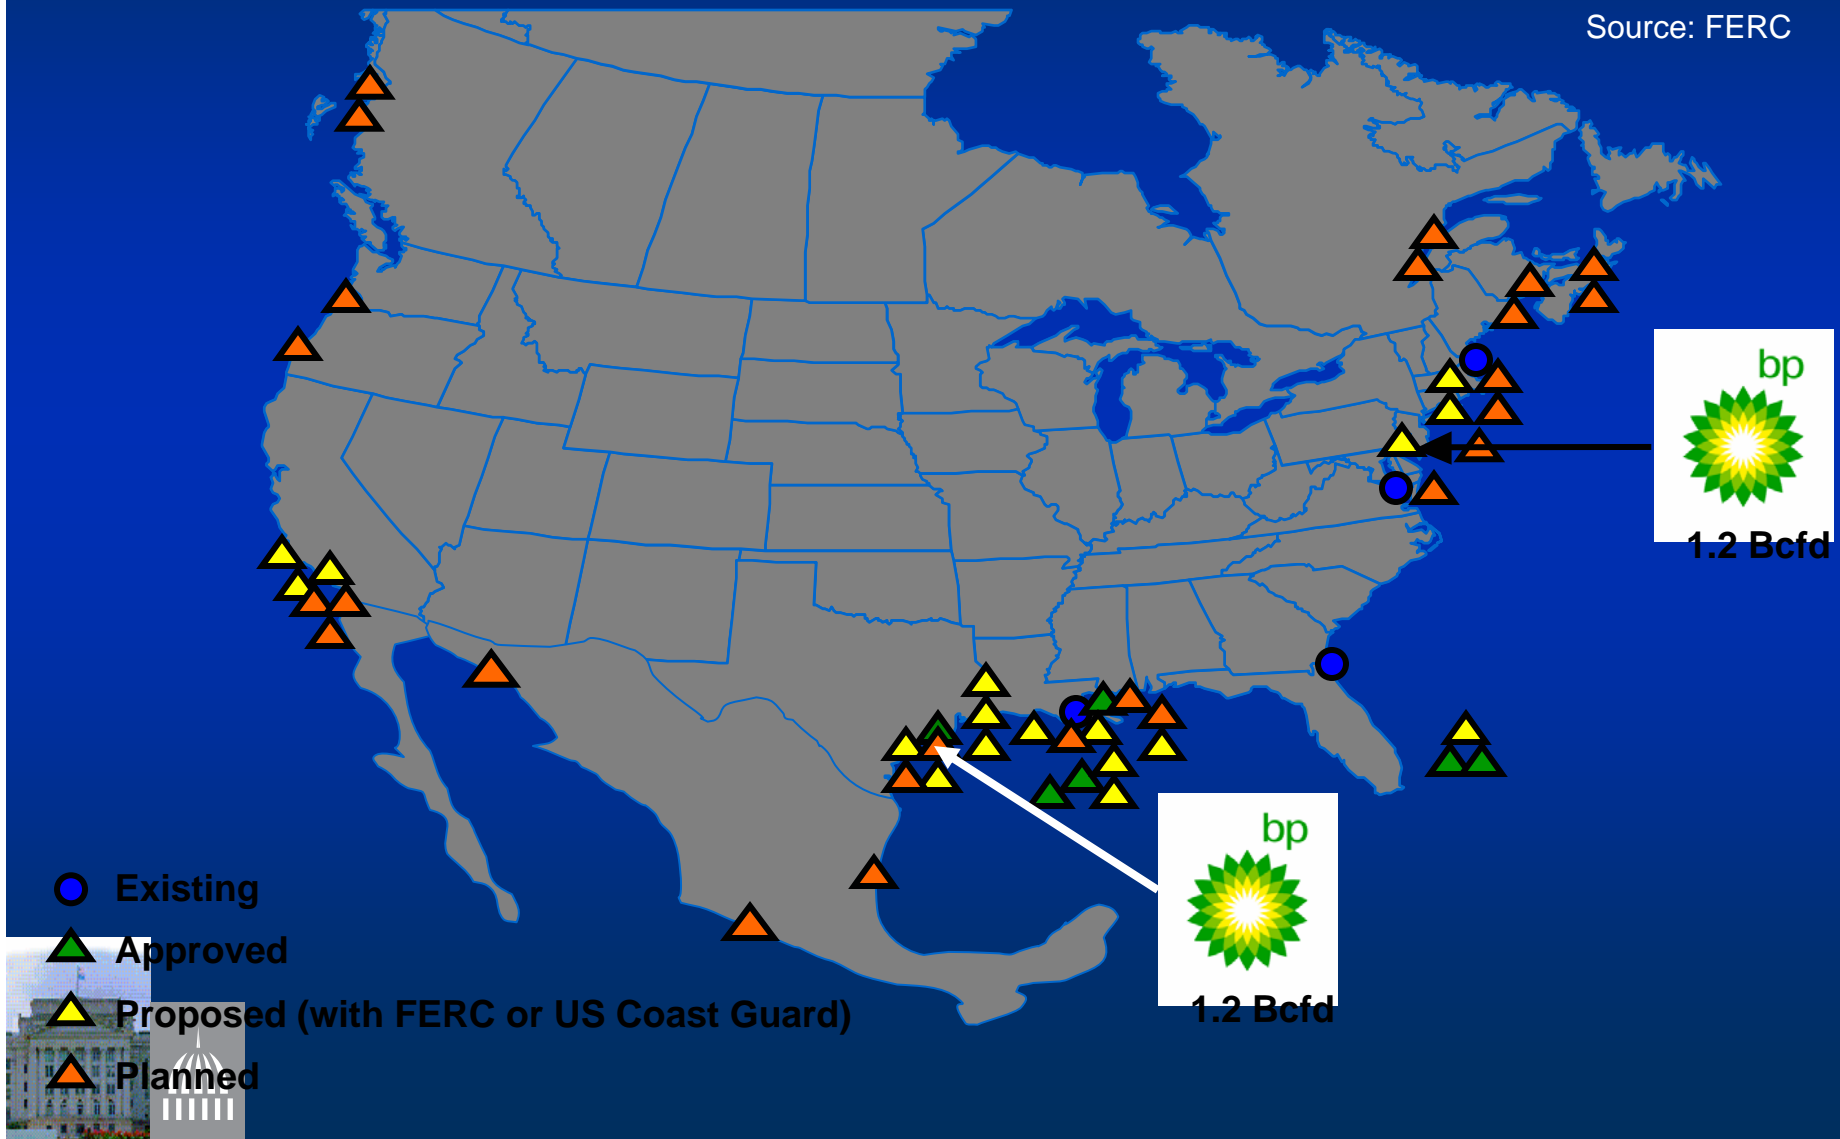 Source: FERC
bp
1.2 Bcfd
bp
1.2 Bcfd
Existing
Approved
Proposed (with FERC or US Coast Guard)
Planned